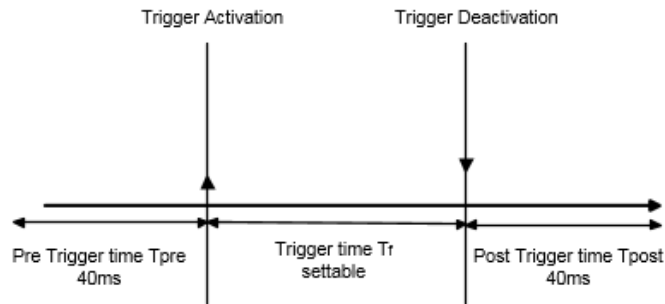 Trigger Activation
Trigger Deactivation
Pre Trigger time Tpre
40ms
Trigger time Tr
settable
Post Trigger time Tpost
40ms